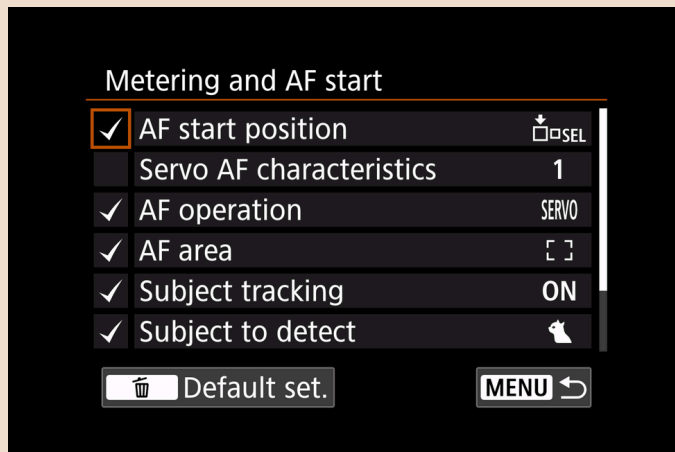 Metering and AF start
AF start position SEL
Servo AF characteristics 1
AF operation SERVO
AF area
Subject tracking ON
Subject to detect
Default set. MENU